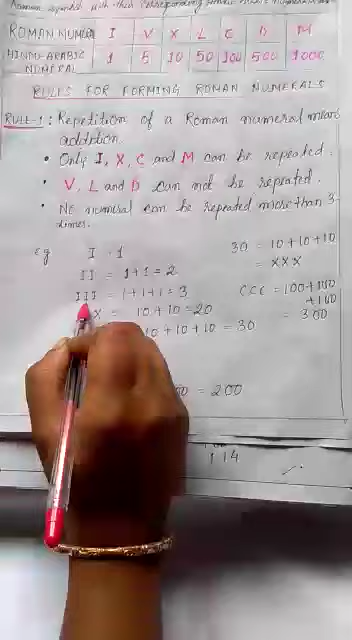 Roman
ROMAN NUMERAL I V X L C D M
HINDU ARABIC NUMERAL 1 5 10 50 100 500 1000
RULES FOR FORMING ROMAN NUMERALS
RULE-1: Repetition of a Roman numeral means
addition.
• Only I, X, C and M can be repeated.
• V, L and D can not be repeated.
• No numeral can be repeated more than 3
times.
eg I = 1
II = 1+1 = 2
III = 1+1+1 = 3
X = 10+10 = 20
10+10+10 = 30
= 200
30 = 10+10+10
= XXX
CCC = 100+100
+100
= 300
114